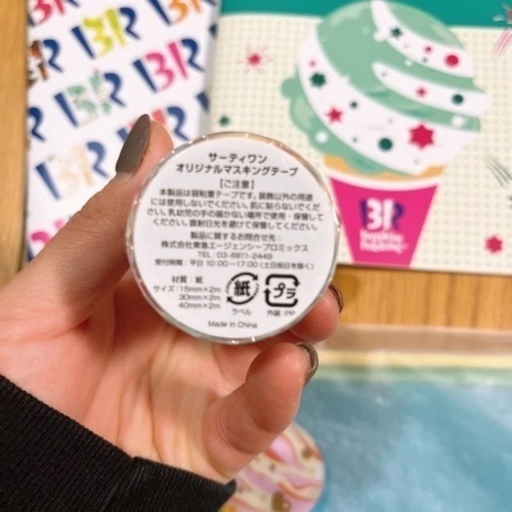 サーティワン
オリジナルマスキングテープ
【ご注意】
本製品は弱粘着テープです。装飾以外の用途
には使用しないでください。肌に貼らないでくだ
さい。乳幼児の手の届かない場所で使用・保管して
ください。直射日光を避けて保管してください。
製品に関するお問合せ先：
株式会社東急エージェンシープロミックス
TEL：03-6811-2449
受付時間：平日 10:00〜17:00（土日祝日を除く）
材質：紙
サイズ：15mm×2m
30mm×2m
40mm×2m
紙
ラベル
プラ
外装：PP
Made in China
BR
baskin
robbins